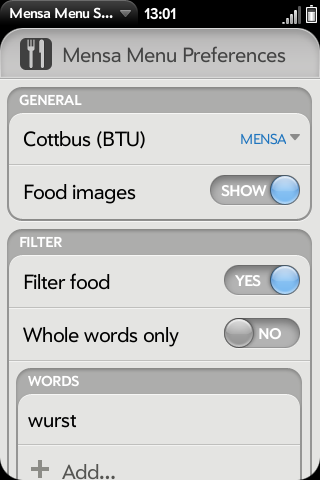 Mensa Menu S... 13:01
Mensa Menu Preferences
GENERAL
Cottbus (BTU) MENSA
Food images SHOW
FILTER
Filter food YES
Whole words only NO
WORDS
wurst
+ Add...